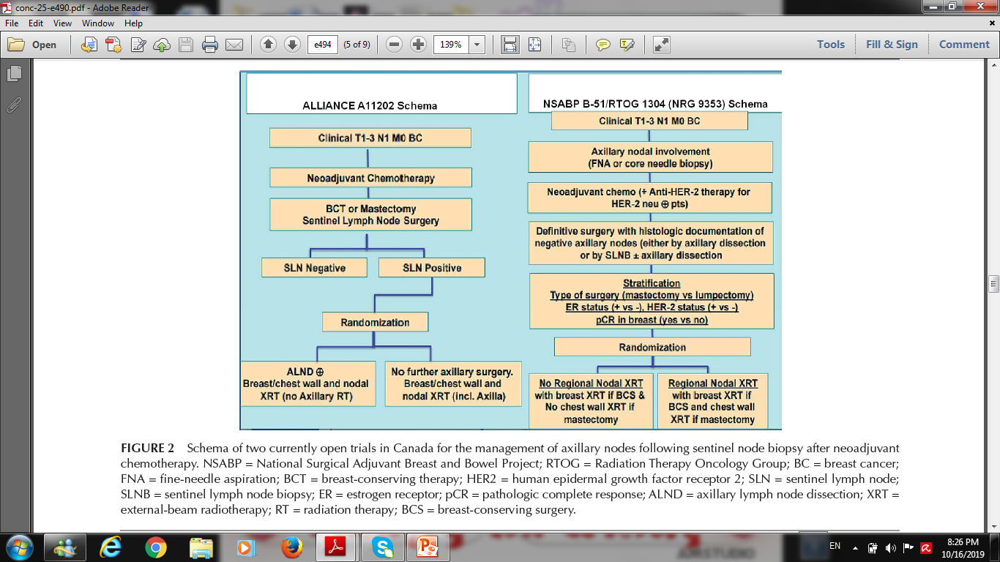 conc-25-e490.pdf - Adobe Reader
File Edit View Window Help
Open
e494
(5 of 9)
139%
Tools
Fill & Sign
Comment
ALLIANCE A11202 Schema
Clinical T1-3 N1 M0 BC
Neoadjuvant Chemotherapy
BCT or Mastectomy
Sentinel Lymph Node Surgery
SLN Negative
SLN Positive
Randomization
ALND ⊕
Breast/chest wall and nodal
XRT (no Axillary RT)
No further axillary surgery.
Breast/chest wall and
nodal XRT (incl. Axilla)
NSABP B-51/RTOG 1304 (NRG 9353) Schema
Clinical T1-3 N1 M0 BC
Axillary nodal involvement
(FNA or core needle biopsy)
Neoadjuvant chemo (+ Anti-HER-2 therapy for
HER-2 neu ⊕ pts)
Definitive surgery with histologic documentation of
negative axillary nodes (either by axillary dissection
or by SLNB ± axillary dissection
Stratification
Type of surgery (mastectomy vs lumpectomy)
ER status (+ vs -), HER-2 status (+ vs -)
pCR in breast (yes vs no)
Randomization
No Regional Nodal XRT
with breast XRT if BCS &
No chest wall XRT if
mastectomy
Regional Nodal XRT
with breast XRT if
BCS and chest wall
XRT if mastectomy
FIGURE 2 Schema of two currently open trials in Canada for the management of axillary nodes following sentinel node biopsy after neoadjuvant
chemotherapy. NSABP = National Surgical Adjuvant Breast and Bowel Project; RTOG = Radiation Therapy Oncology Group; BC = breast cancer;
FNA = fine-needle aspiration; BCT = breast-conserving therapy; HER2 = human epidermal growth factor receptor 2; SLN = sentinel lymph node;
SLNB = sentinel lymph node biopsy; ER = estrogen receptor; pCR = pathologic complete response; ALND = axillary lymph node dissection; XRT =
external-beam radiotherapy; RT = radiation therapy; BCS = breast-conserving surgery.
EN
8:26 PM
10/16/2019